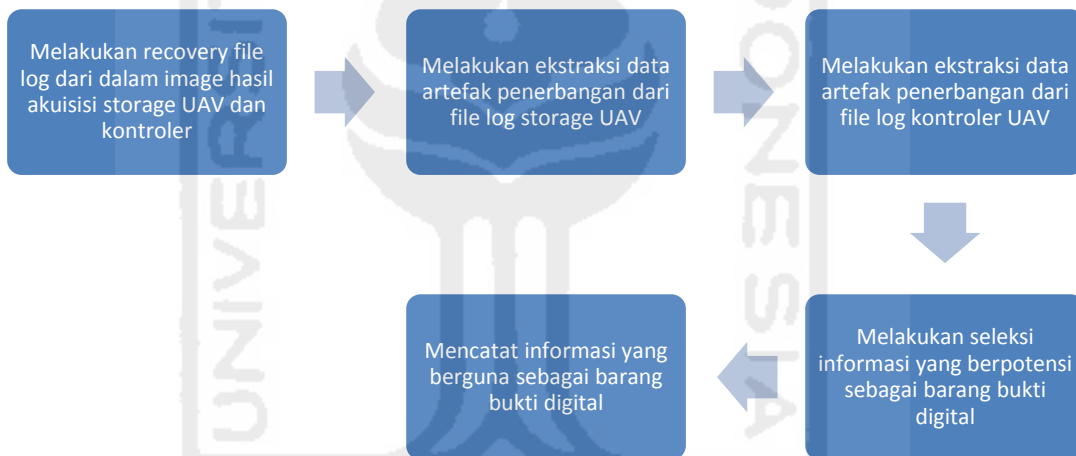 Melakukan recovery file
log dari dalam image hasil
akuisisi storage UAV dan
kontroler
Melakukan ekstraksi data
artefak penerbangan dari
file log storage UAV
Melakukan ekstraksi data
artefak penerbangan dari
file log kontroler UAV
Melakukan seleksi
informasi yang berpotensi
sebagai barang bukti
digital
Mencatat informasi yang
berguna sebagai barang
bukti digital
UNIVERSI
ONESIA